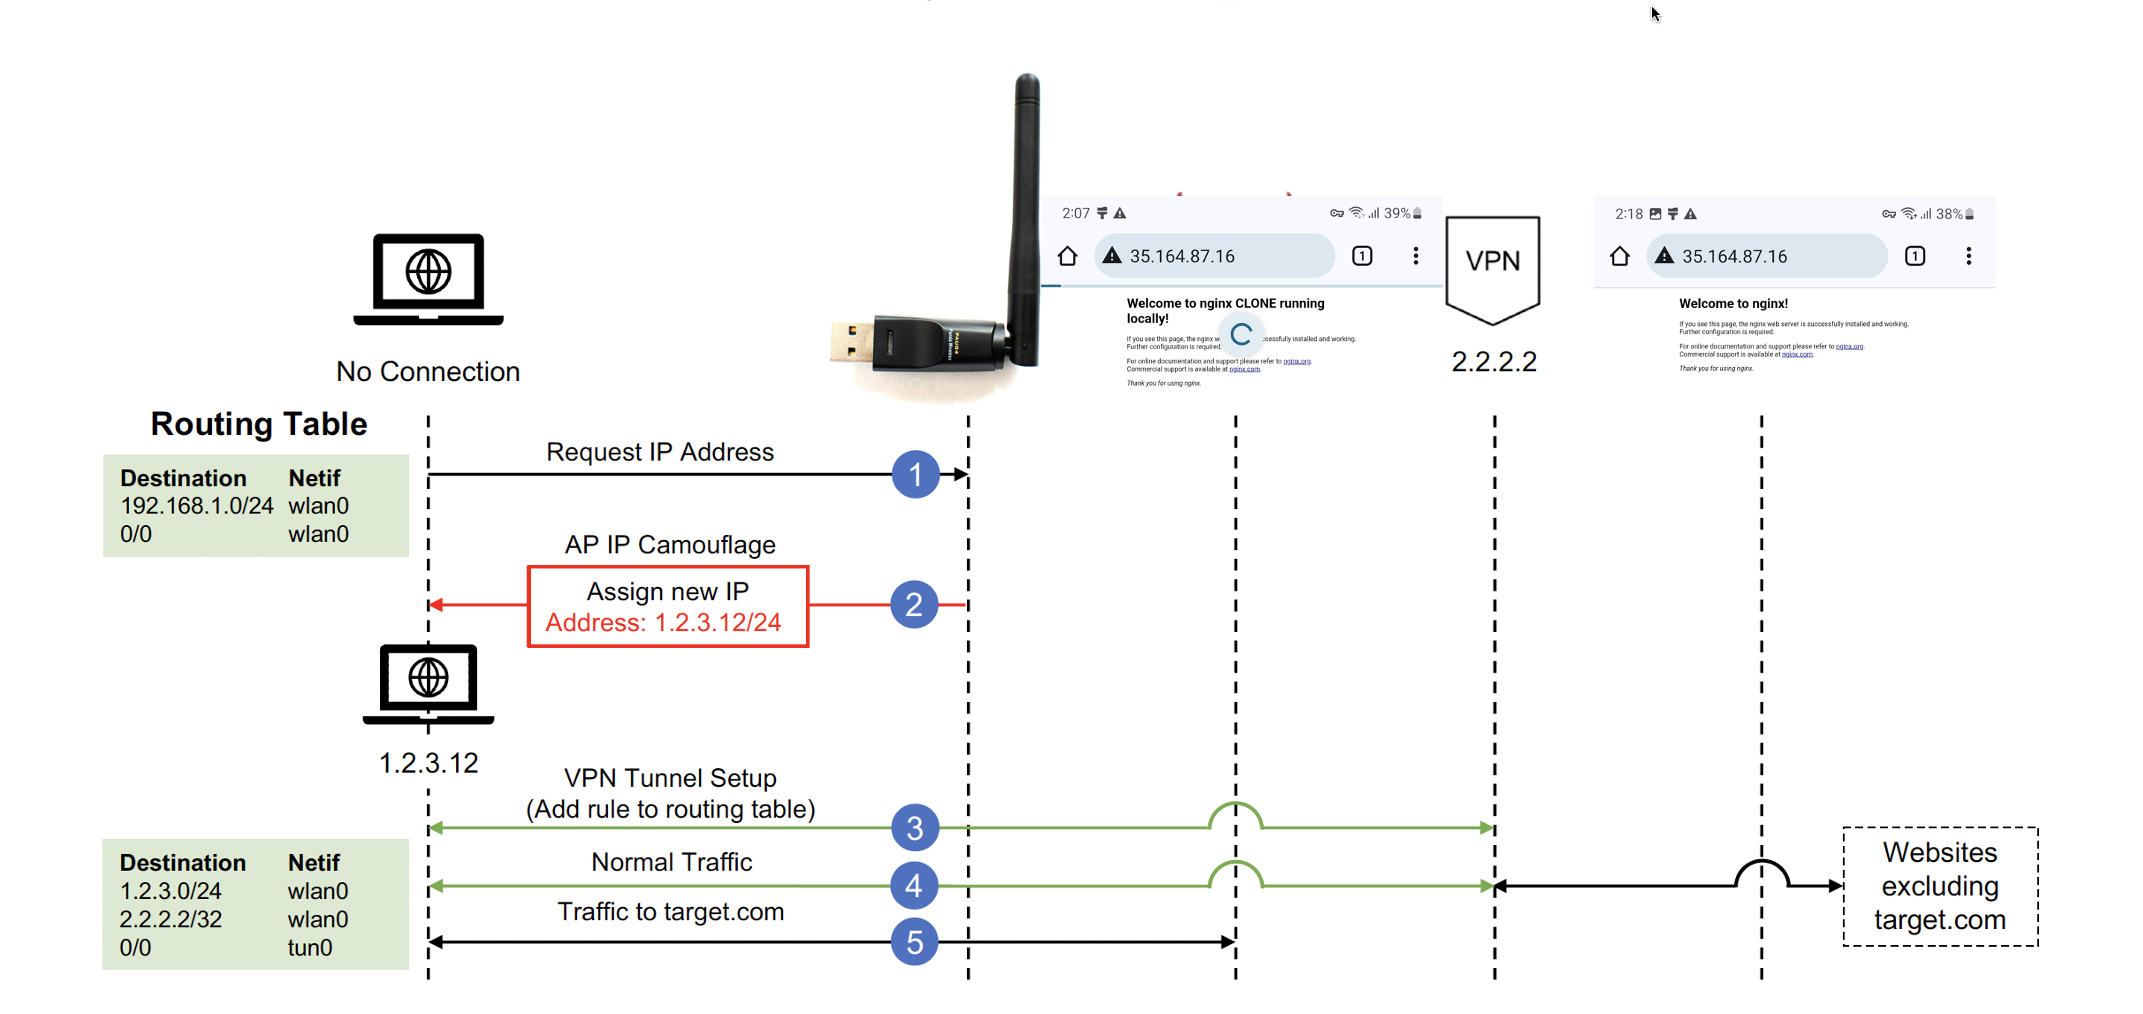 2:07
39%
35.164.87.16
1
Welcome to nginx CLONE running
locally!
If you see this page, the nginx w ccessfully installed and working.
Further configuration is required.
For online documentation and support please refer to nginx.org.
Commercial support is available at nginx.com.
Thank you for using nginx.
VPN
2.2.2.2
2:18
38%
35.164.87.16
1
Welcome to nginx!
If you see this page, the nginx web server is successfully installed and working.
Further configuration is required.
For online documentation and support please refer to nginx.org.
Commercial support is available at nginx.com.
Thank you for using nginx.
No Connection
Routing Table
Destination Netif
192.168.1.0/24 wlan0
0/0 wlan0
Request IP Address
1
AP IP Camouflage
Assign new IP
Address: 1.2.3.12/24
2
1.2.3.12
VPN Tunnel Setup
(Add rule to routing table)
3
Normal Traffic
4
Traffic to target.com
5
Destination Netif
1.2.3.0/24 wlan0
2.2.2.2/32 wlan0
0/0 tun0
Websites
excluding
target.com